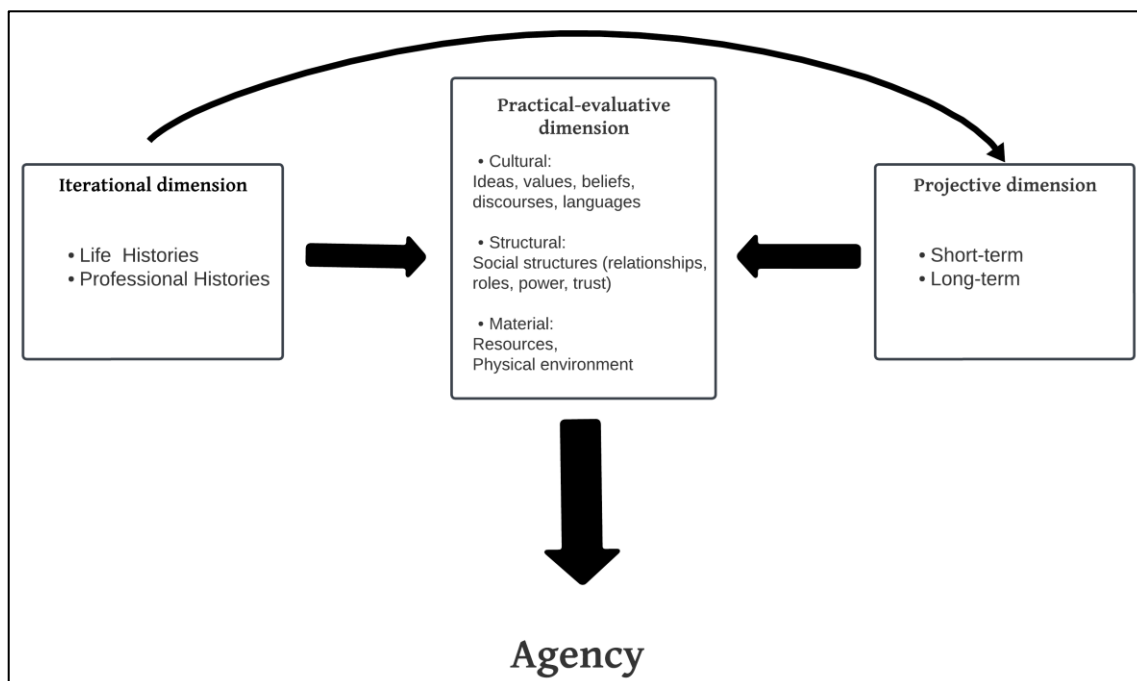 Iterational dimension
• Life Histories
• Professional Histories
Practical-evaluative
dimension
• Cultural:
Ideas, values, beliefs,
discourses, languages
• Structural:
Social structures (relationships,
roles, power, trust)
• Material:
Resources,
Physical environment
Projective dimension
• Short-term
• Long-term
Agency